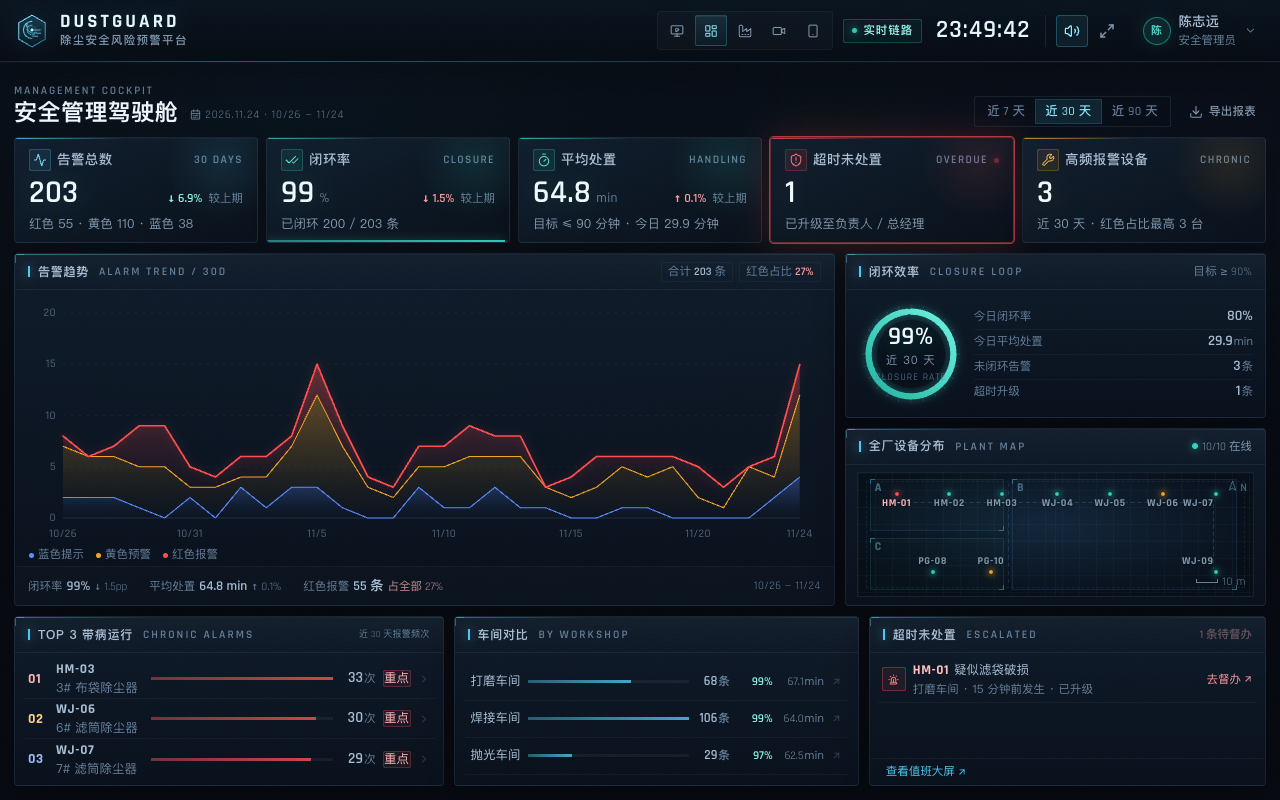 DUSTGUARD
除尘安全风险预警平台
实时链路
23:49:42
陈
陈志远
安全管理员
MANAGEMENT COCKPIT
安全管理驾驶舱 2026.11.24 · 10/26 – 11/24
近 7 天 近 30 天 近 90 天 导出报表
告警总数 30 DAYS
203 ↓ 6.9% 较上期
红色 55 · 黄色 110 · 蓝色 38
闭环率 CLOSURE
99 % ↓ 1.5% 较上期
已闭环 200 / 203 条
平均处置 HANDLING
64.8 min ↑ 0.1% 较上期
目标 ≤ 90 分钟 · 今日 29.9 分钟
超时未处置 OVERDUE
1
已升级至负责人 / 总经理
高频报警设备 CHRONIC
3
近 30 天 · 红色占比最高 3 台
告警趋势 ALARM TREND / 30D 合计 203 条 红色占比 27%
20
15
10
5
0
10/26 10/31 11/5 11/10 11/15 11/20 11/24
蓝色提示 黄色预警 红色报警
闭环率 99% ↓ 1.5pp 平均处置 64.8 min ↑ 0.1% 红色报警 55 条 占全部 27% 10/26 – 11/24
闭环效率 CLOSURE LOOP 目标 ≥ 90%
99%
近 30 天
CLOSURE RATE
今日闭环率 80%
今日平均处置 29.9min
未闭环告警 3条
超时升级 1条
全厂设备分布 PLANT MAP 10/10 在线
A B N
HM-01 HM-02 HM-03 WJ-04 WJ-05 WJ-06 WJ-07
C
PG-08 PG-10 WJ-09
10 m
TOP 3 带病运行 CHRONIC ALARMS 近 30 天报警频次
01 HM-03 33次 重点
3# 布袋除尘器
02 WJ-06 30次 重点
6# 滤筒除尘器
03 WJ-07 29次 重点
7# 滤筒除尘器
车间对比 BY WORKSHOP
打磨车间 68条 99% 67.1min ↗
焊接车间 106条 99% 64.0min ↗
抛光车间 29条 97% 62.5min ↗
超时未处置 ESCALATED 1 条待督办
HM-01 疑似滤袋破损
打磨车间 · 15 分钟前发生 · 已升级
去督办 ↗
查看值班大屏 ↗